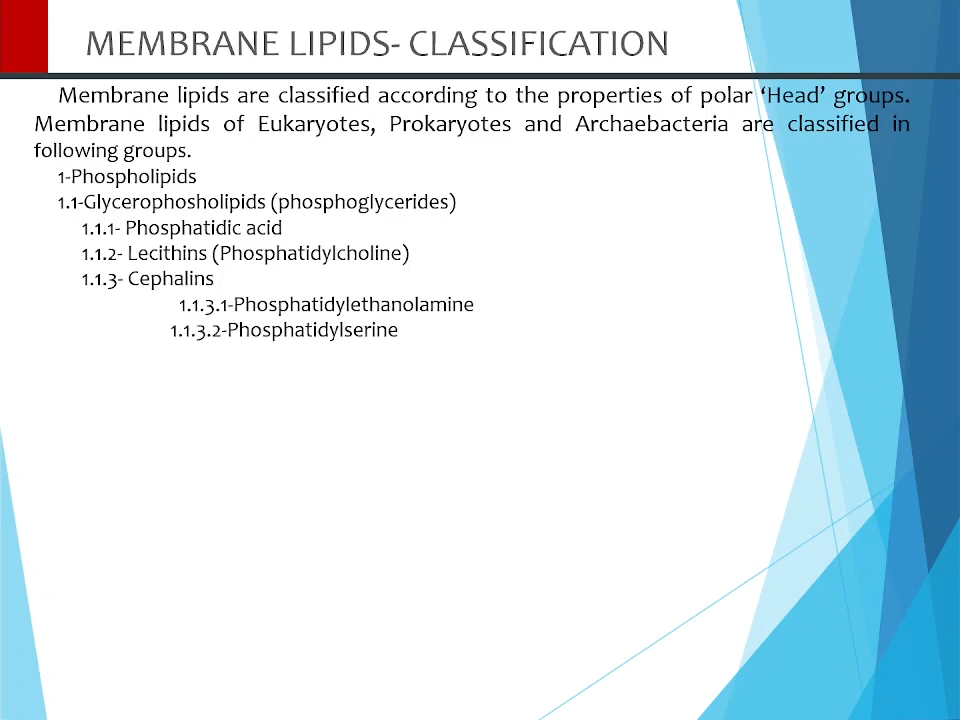 MEMBRANE LIPIDS- CLASSIFICATION
Membrane lipids are classified according to the properties of polar ‘Head’ groups.
Membrane lipids of Eukaryotes, Prokaryotes and Archaebacteria are classified in
following groups.
1-Phospholipids
1.1-Glycerophosholipids (phosphoglycerides)
1.1.1- Phosphatidic acid
1.1.2- Lecithins (Phosphatidylcholine)
1.1.3- Cephalins
1.1.3.1-Phosphatidylethanolamine
1.1.3.2-Phosphatidylserine